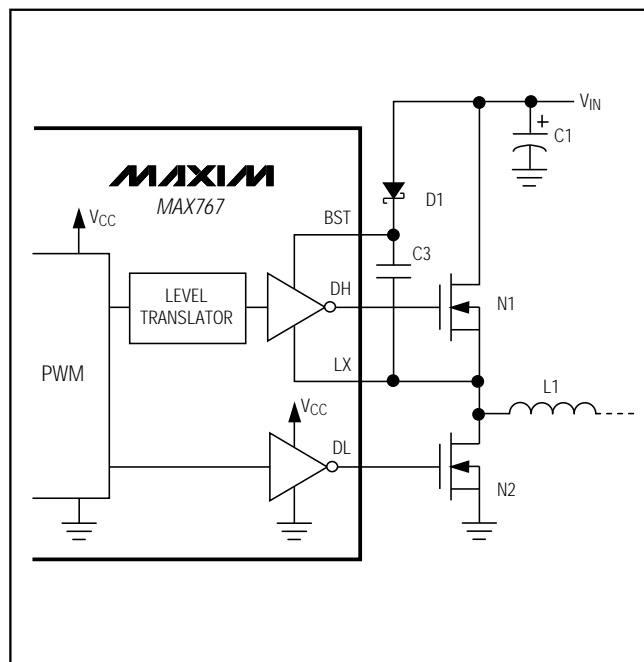 V_IN
+
C1
MAXIM
MAX767
D1
BST
V_CC
C3
LEVEL
TRANSLATOR
DH
N1
LX
PWM
L1
V_CC
DL
N2